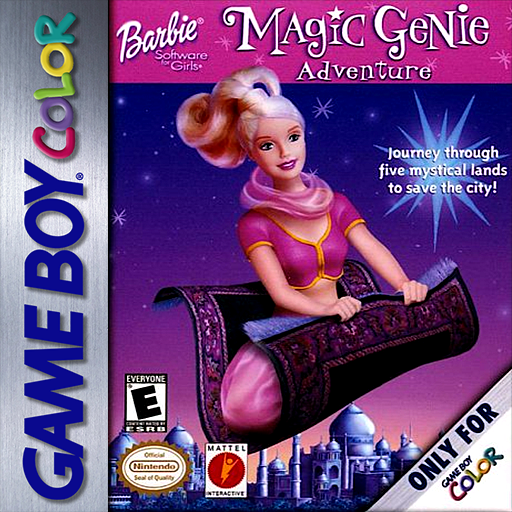 GAME BOY COLOR
Barbie®
Software
for Girls®
Magic Genie
Adventure
Journey through
five mystical lands
to save the city!
EVERYONE
E
CONTENT RATED BY
ESRB
Official
Nintendo
Seal of Quality
MATTEL
INTERACTIVE
ONLY FOR
GAME BOY
COLOR